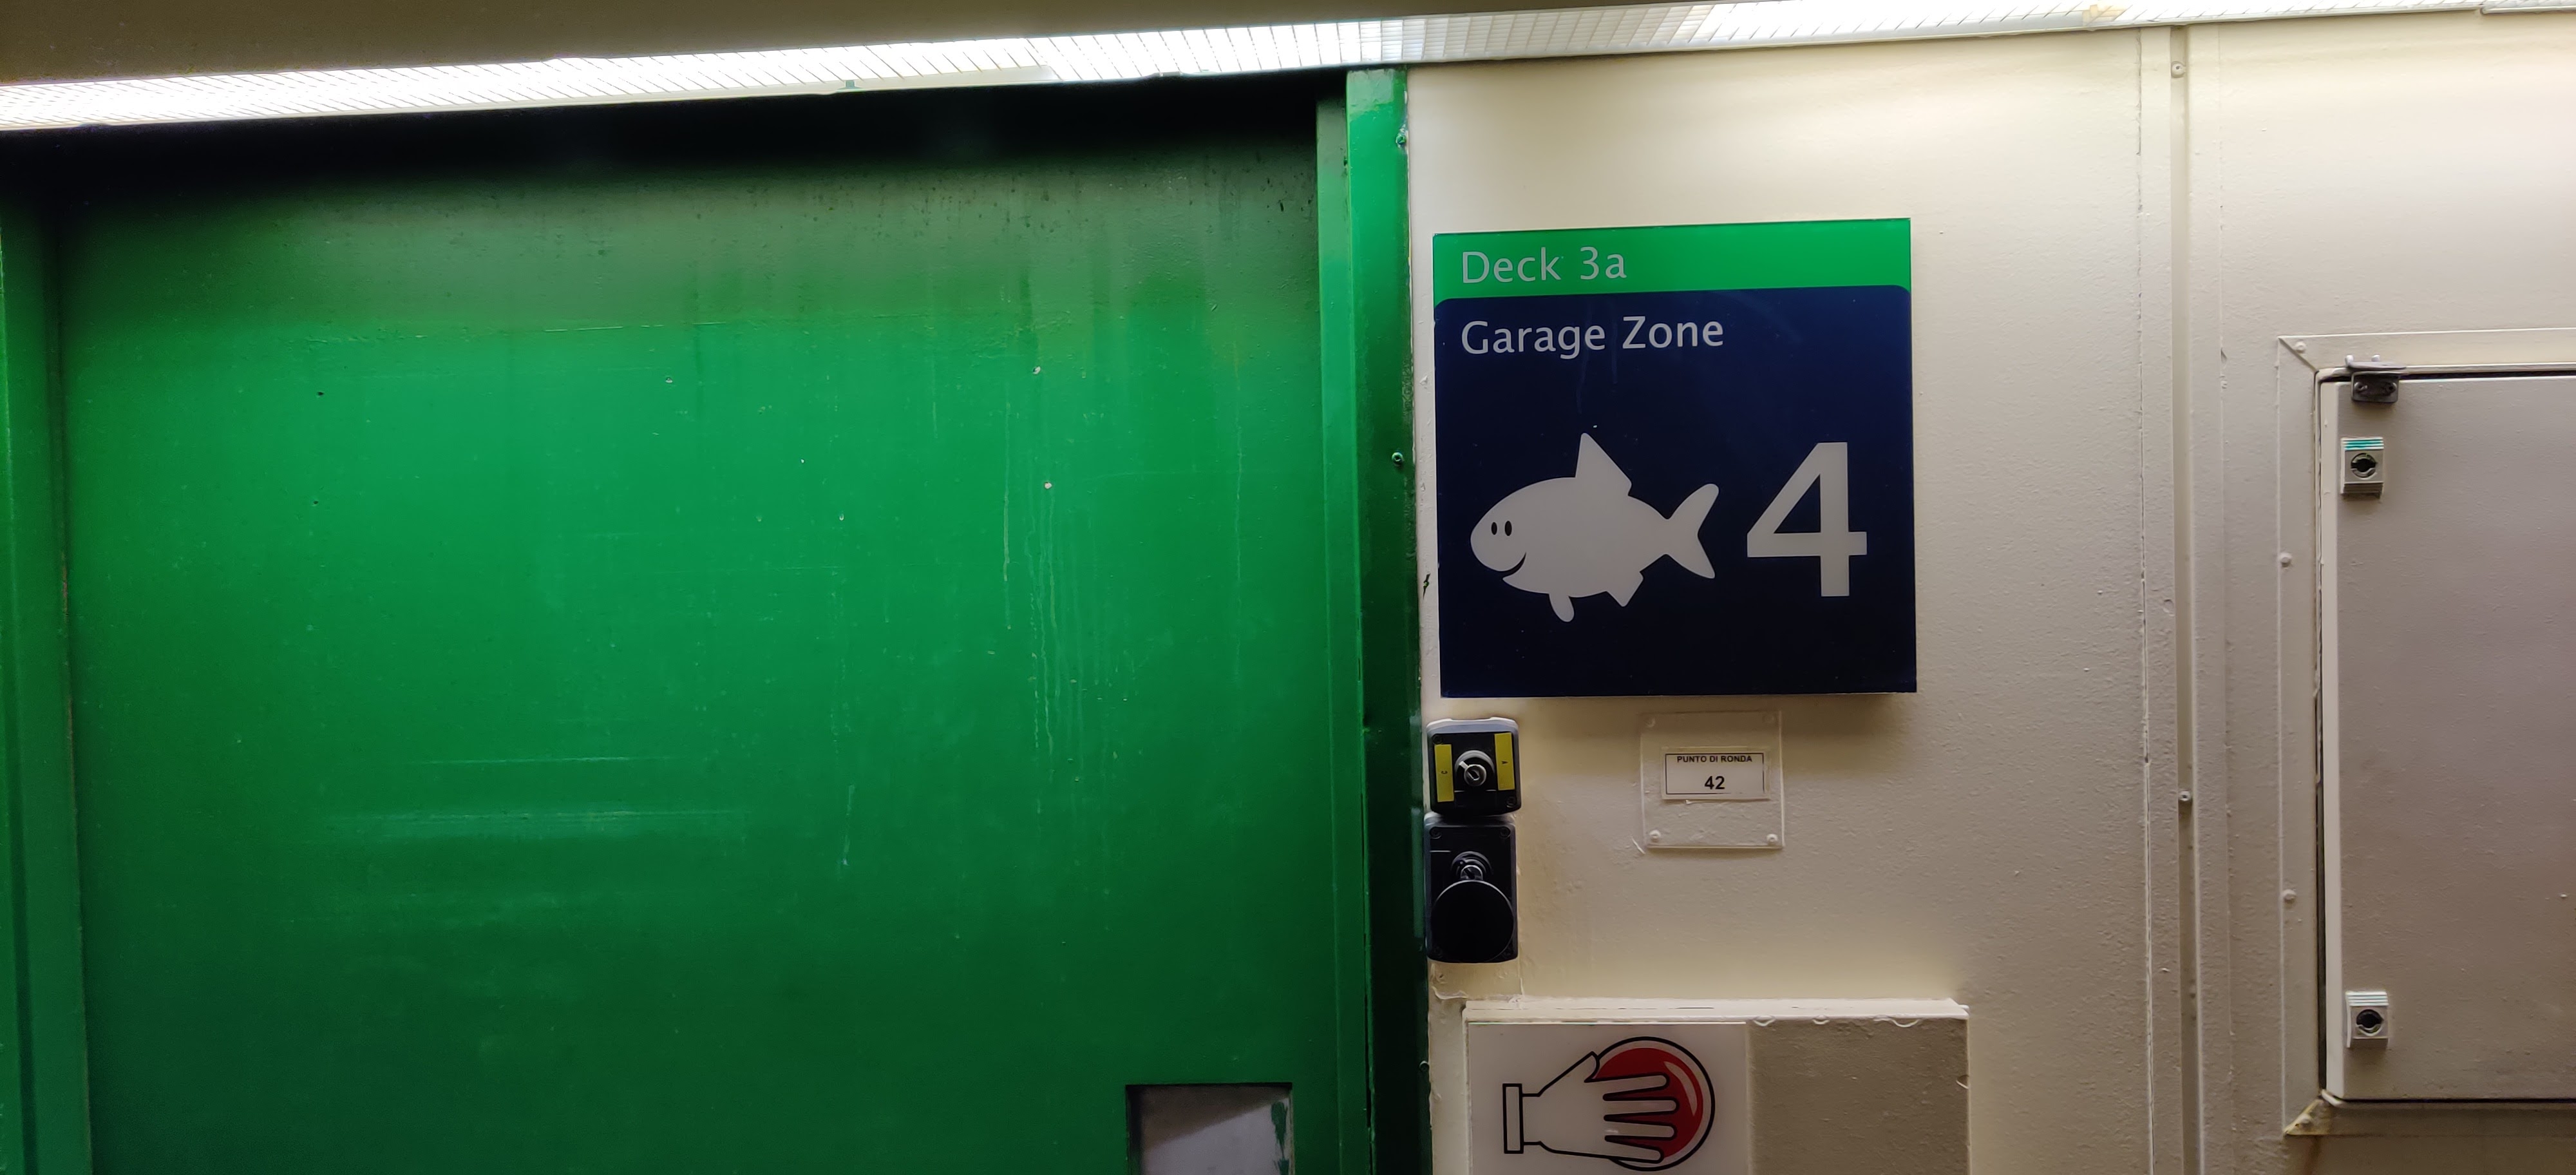 Deck 3a
Garage Zone
4
PUNTO DI RONDA
42